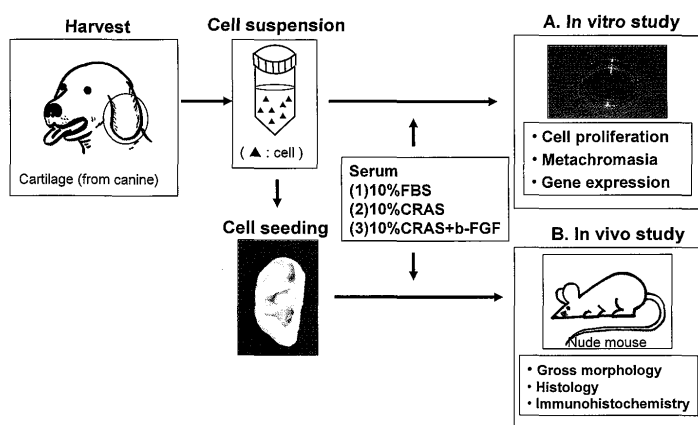 Harvest
Cartilage (from canine)
Cell suspension
( ▲ : cell )
Cell seeding
Serum
(1)10%FBS
(2)10%CRAS
(3)10%CRAS+b-FGF
A. In vitro study
• Cell proliferation
• Metachromasia
• Gene expression
B. In vivo study
Nude mouse
• Gross morphology
• Histology
• Immunohistochemistry